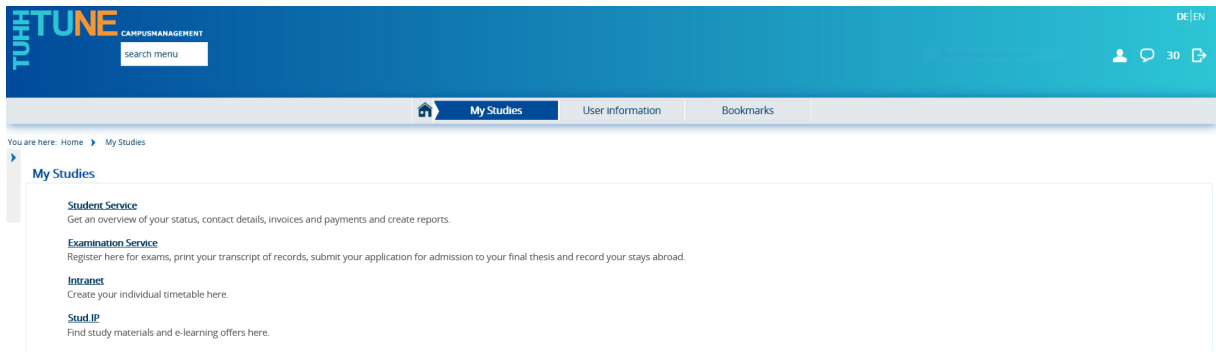 TUHH
TUNE CAMPUSMANAGEMENT
DE|EN
search menu
30
My Studies
User information
Bookmarks
You are here: Home
My Studies
My Studies
Student Service
Get an overview of your status, contact details, invoices and payments and create reports.
Examination Service
Register here for exams, print your transcript of records, submit your application for admission to your final thesis and record your stays abroad.
Intranet
Create your individual timetable here.
Stud.IP
Find study materials and e-learning offers here.